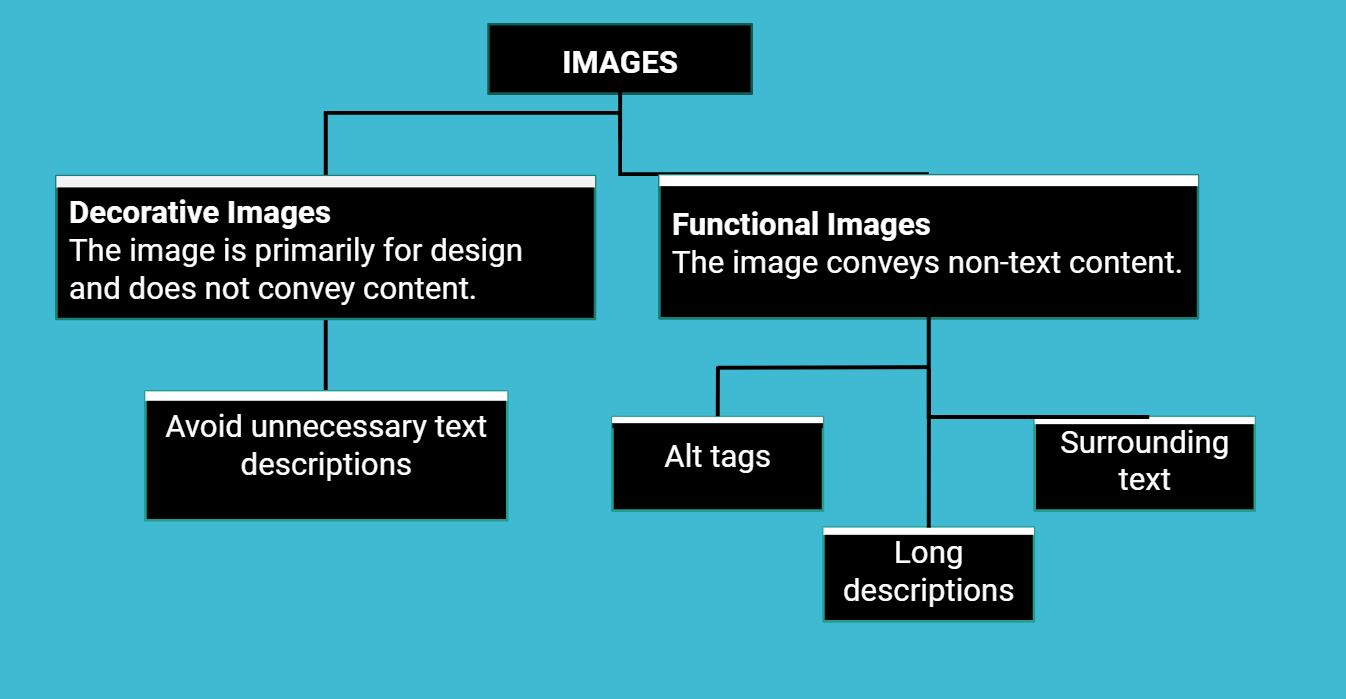 IMAGES
Decorative Images
The image is primarily for design
and does not convey content.
Functional Images
The image conveys non-text content.
Avoid unnecessary text
descriptions
Alt tags
Surrounding
text
Long
descriptions